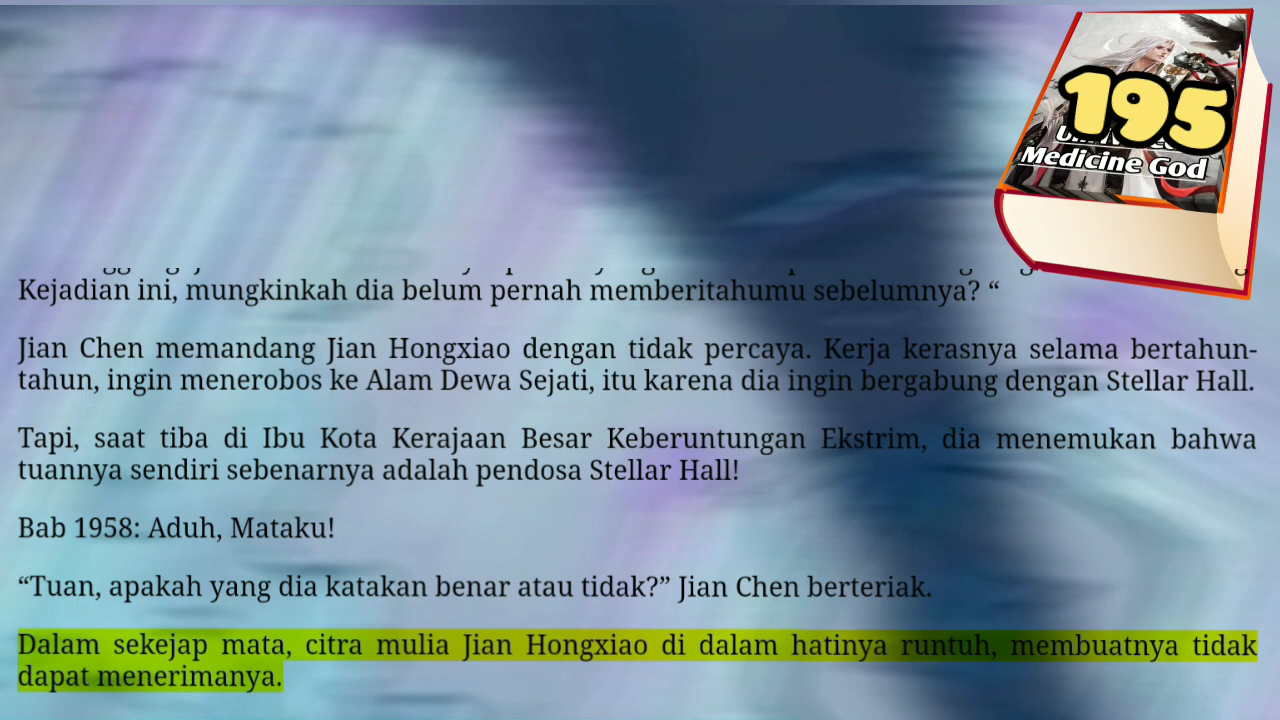 195
Medicine God
Kejadian ini, mungkinkah dia belum pernah memberitahumu sebelumnya? “
Jian Chen memandang Jian Hongxiao dengan tidak percaya. Kerja kerasnya selama bertahun-
tahun, ingin menerobos ke Alam Dewa Sejati, itu karena dia ingin bergabung dengan Stellar Hall.
Tapi, saat tiba di Ibu Kota Kerajaan Besar Keberuntungan Ekstrim, dia menemukan bahwa
tuannya sendiri sebenarnya adalah pendosa Stellar Hall!
Bab 1958: Aduh, Mataku!
“Tuan, apakah yang dia katakan benar atau tidak?” Jian Chen berteriak.
Dalam sekejap mata, citra mulia Jian Hongxiao di dalam hatinya runtuh, membuatnya tidak
dapat menerimanya.